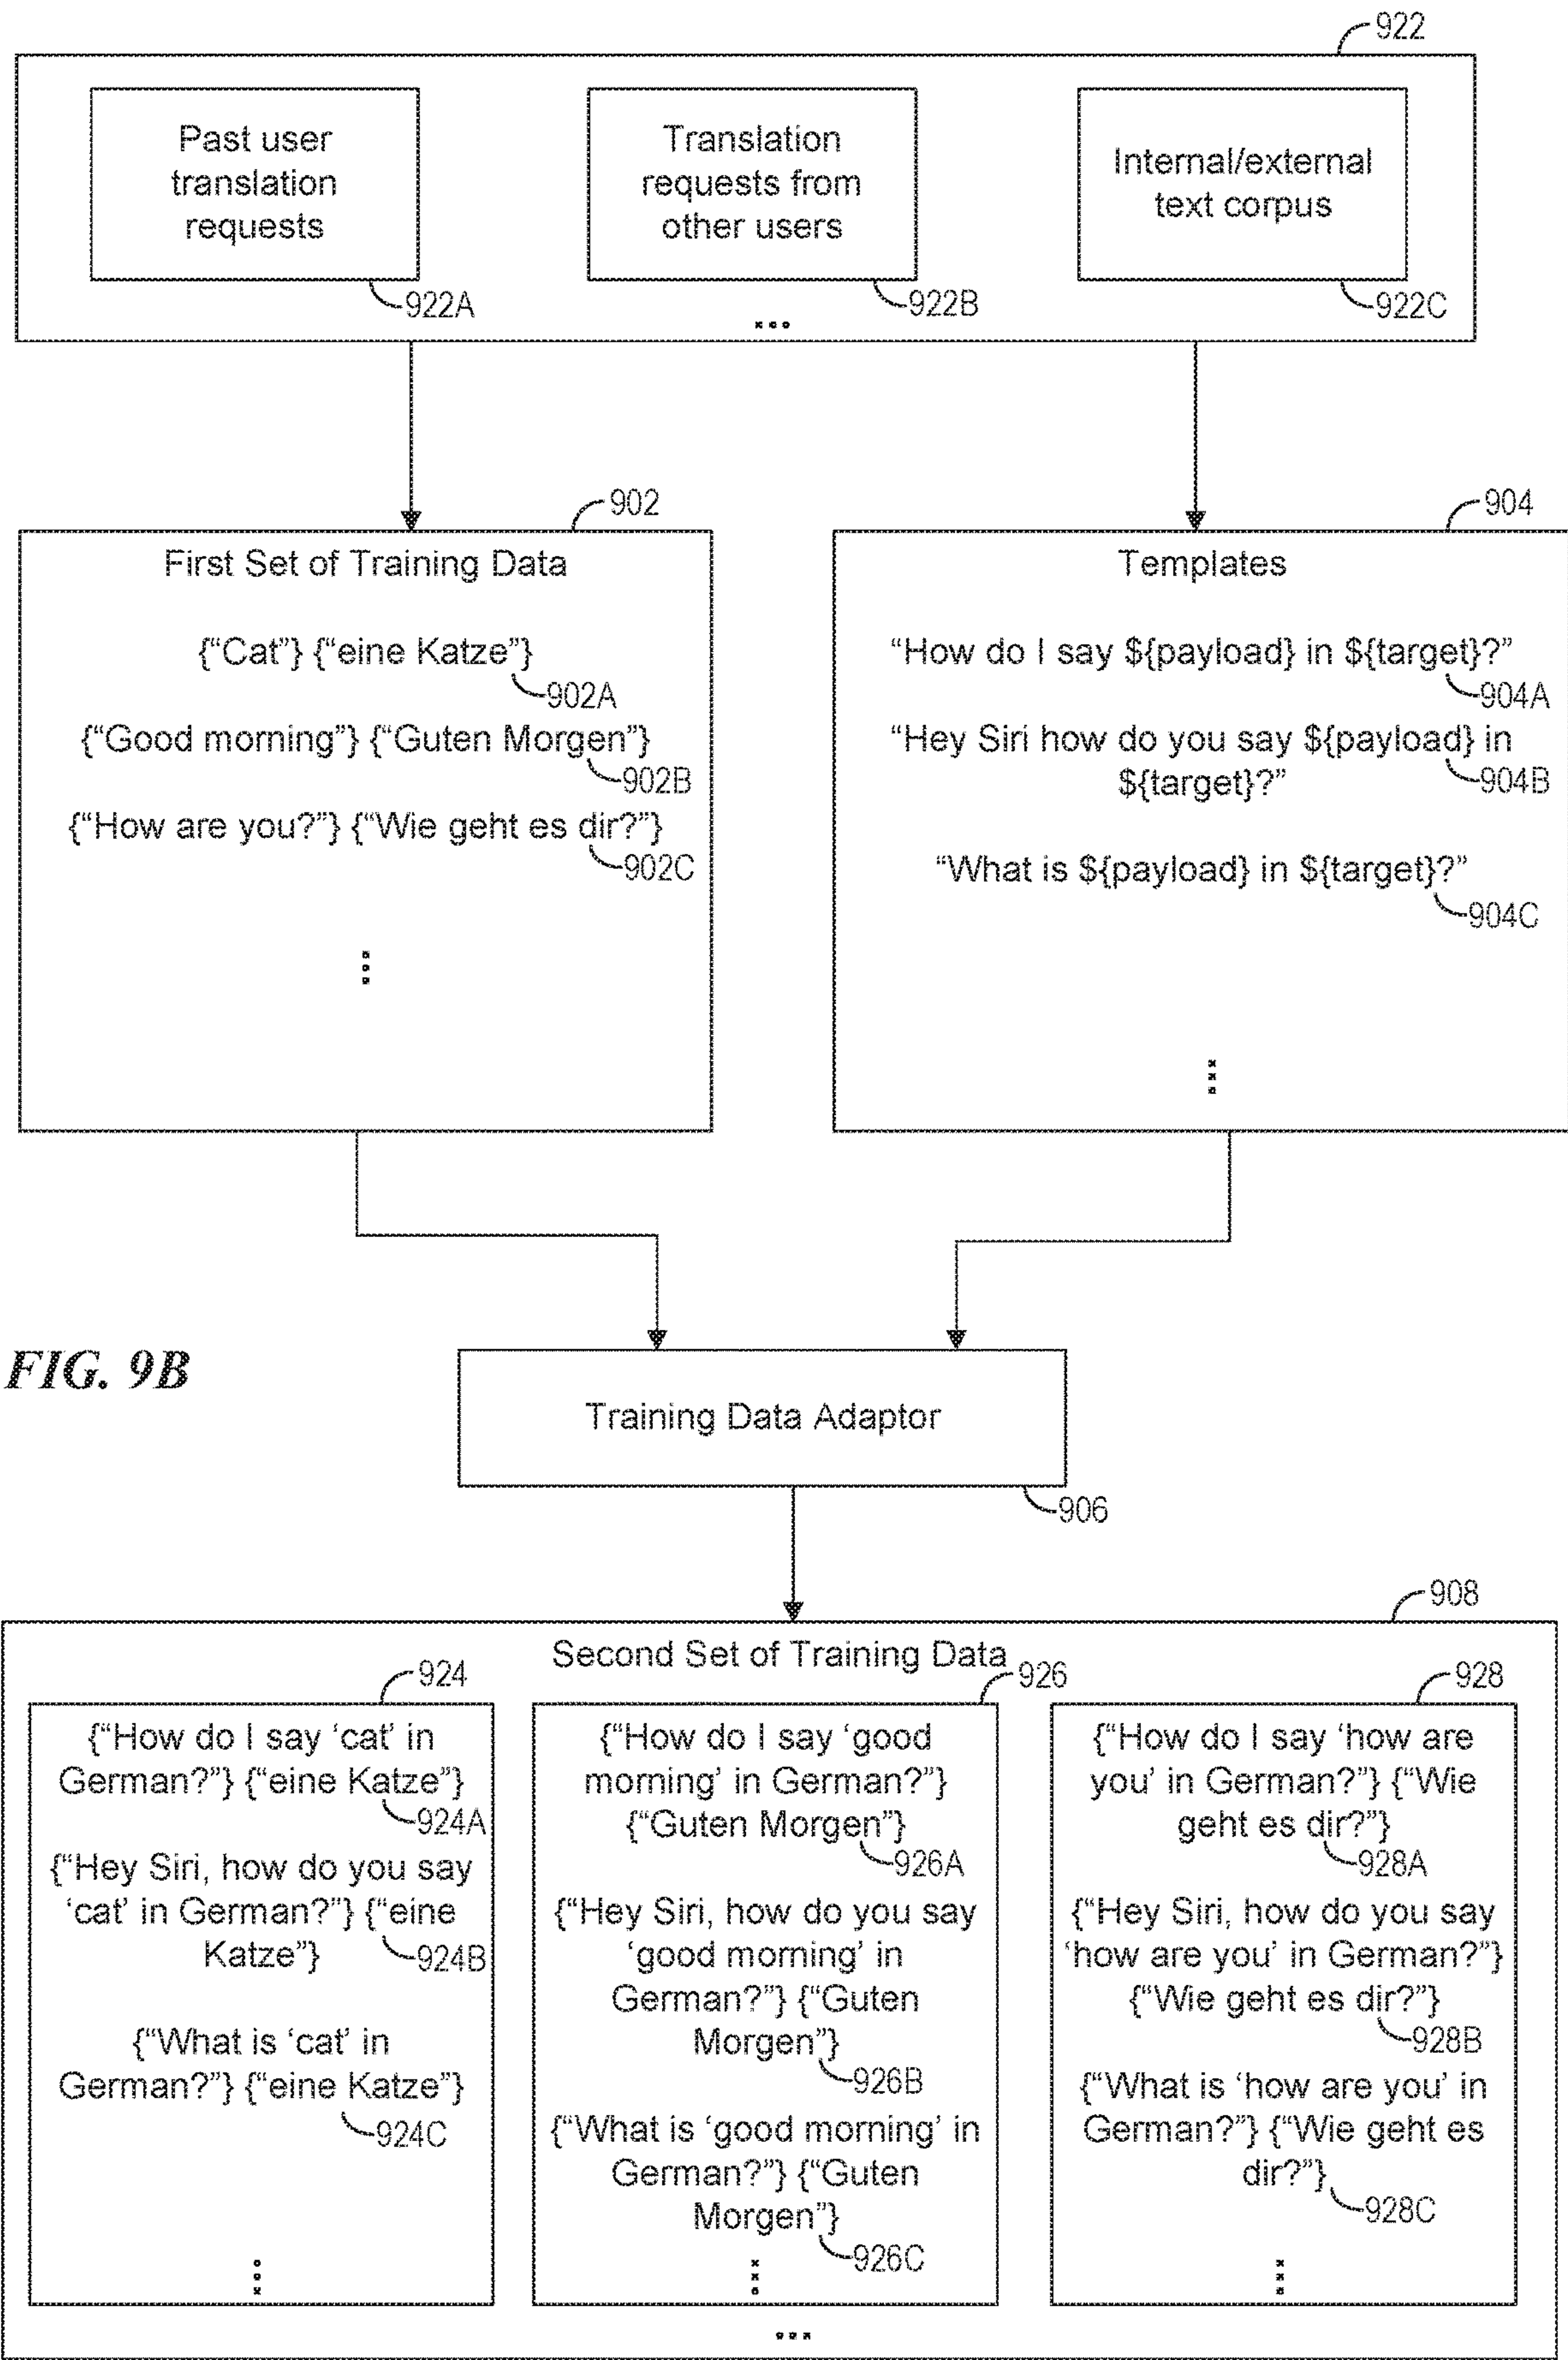 922
Past user
translation
requests
922A
Translation
requests from
other users
922B
Internal/external
text corpus
922C
...
902
First Set of Training Data
{“Cat”} {“eine Katze”}
902A
{“Good morning”} {“Guten Morgen”}
902B
{“How are you?”} {“Wie geht es dir?”}
902C
904
Templates
“How do I say ${payload} in ${target}?”
904A
“Hey Siri how do you say ${payload} in
${target}?”
904B
“What is ${payload} in ${target}?”
904C
FIG. 9B
Training Data Adaptor
906
908
Second Set of Training Data
924
{“How do I say ‘cat’ in
German?”} {“eine Katze”}
924A
{“Hey Siri, how do you say
‘cat’ in German?”} {“eine
Katze”}
924B
{“What is ‘cat’ in
German?”} {“eine Katze”}
924C
926
{“How do I say ‘good
morning’ in German?”}
{“Guten Morgen”}
926A
{“Hey Siri, how do you say
‘good morning’ in
German?”} {“Guten
Morgen”}
926B
{“What is ‘good morning’ in
German?”} {“Guten
Morgen”}
926C
928
{“How do I say ‘how are
you’ in German?”} {“Wie
geht es dir?”}
928A
{“Hey Siri, how do you say
‘how are you’ in German?”}
{“Wie geht es dir?”}
928B
{“What is ‘how are you’ in
German?”} {“Wie geht es
dir?”}
928C
...